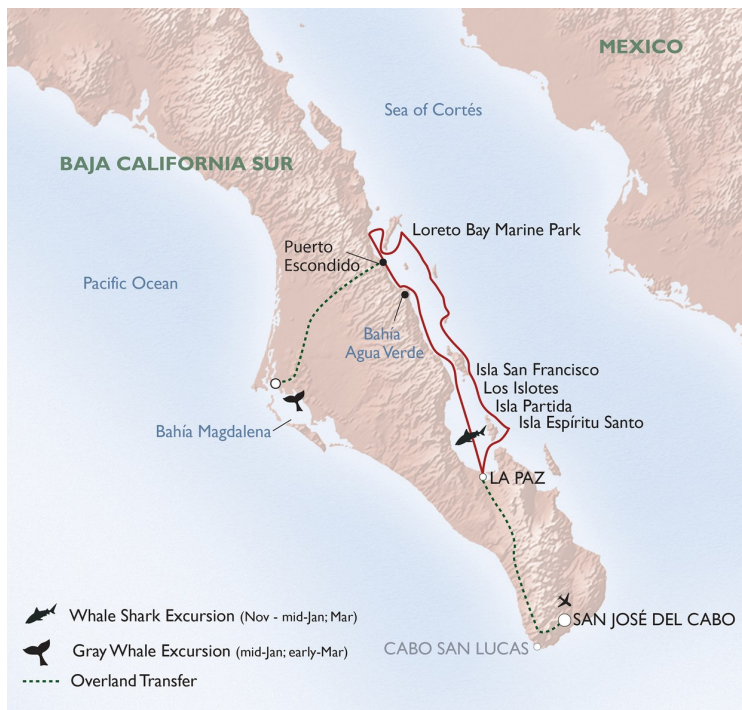 MEXICO
Sea of Cortés
BAJA CALIFORNIA SUR
Loreto Bay Marine Park
Puerto
Escondido
Pacific Ocean
Bahía
Agua Verde
Isla San Francisco
Los Islotes
Isla Partida
Isla Espíritu Santo
Bahía Magdalena
LA PAZ
SAN JOSÉ DEL CABO
CABO SAN LUCAS
Whale Shark Excursion (Nov - mid-Jan; Mar)
Gray Whale Excursion (mid-Jan; early-Mar)
Overland Transfer